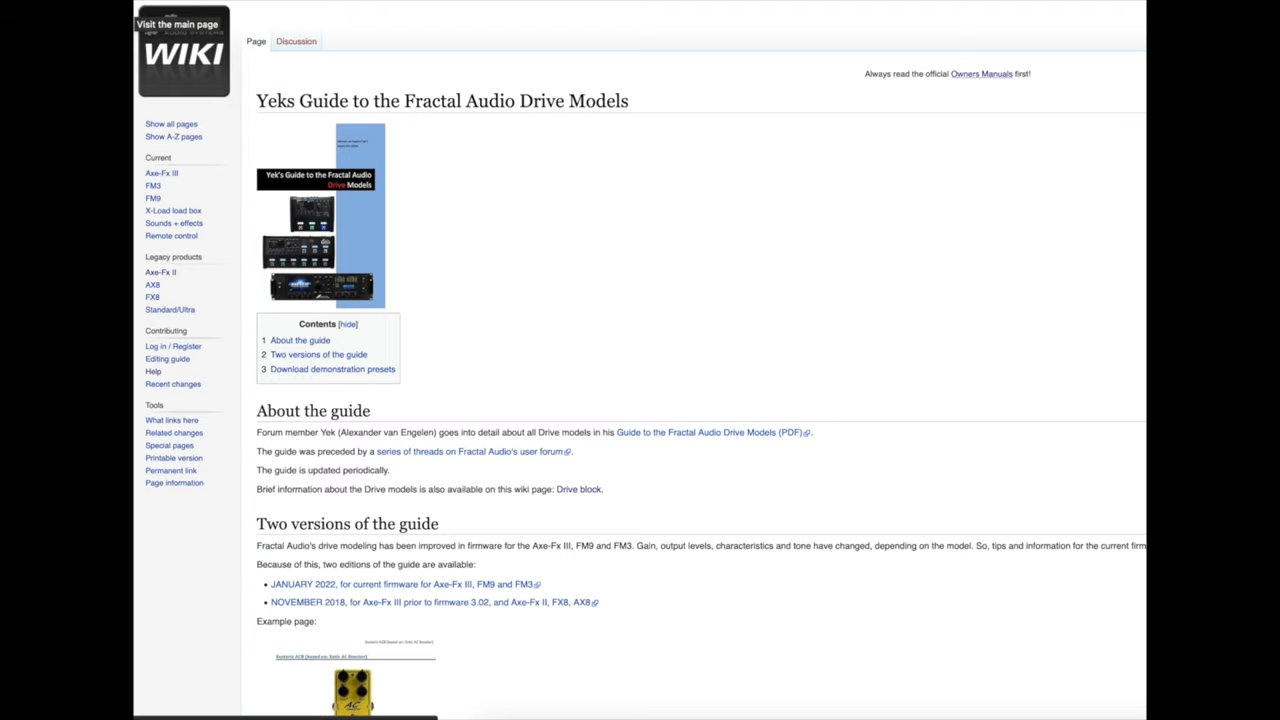 Visit the main page
WIKI
Page
Discussion
Always read the official Owners Manuals first!
Yeks Guide to the Fractal Audio Drive Models
Yek's Guide to the Fractal Audio
Drive Models
Show all pages
Show A-Z pages
Current
Axe-Fx III
FM3
FM9
X-Load load box
Sounds + effects
Remote control
Legacy products
Axe-Fx II
AX8
FX8
Standard/Ultra
Contributing
Log in / Register
Editing guide
Help
Recent changes
Tools
What links here
Related changes
Special pages
Printable version
Permanent link
Page information
Contents [hide]
1 About the guide
2 Two versions of the guide
3 Download demonstration presets
About the guide
Forum member Yek (Alexander van Engelen) goes into detail about all Drive models in his Guide to the Fractal Audio Drive Models (PDF).
The guide was preceded by a series of threads on Fractal Audio's user forum.
The guide is updated periodically.
Brief information about the Drive models is also available on this wiki page: Drive block.
Two versions of the guide
Fractal Audio's drive modeling has been improved in firmware for the Axe-Fx III, FM9 and FM3. Gain, output levels, characteristics and tone have changed, depending on the model. So, tips and information for the current firm
Because of this, two editions of the guide are available:
• JANUARY 2022, for current firmware for Axe-Fx III, FM9 and FM3
• NOVEMBER 2018, for Axe-Fx III prior to firmware 3.02, and Axe-Fx II, FX8, AX8
Example page:
AC